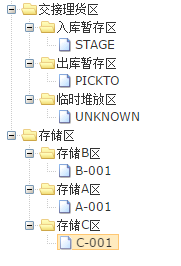 交接理货区
入库暂存区
STAGE
出库暂存区
PICKTO
临时堆放区
UNKNOWN
存储区
存储B区
B-001
存储A区
A-001
存储C区
C-001